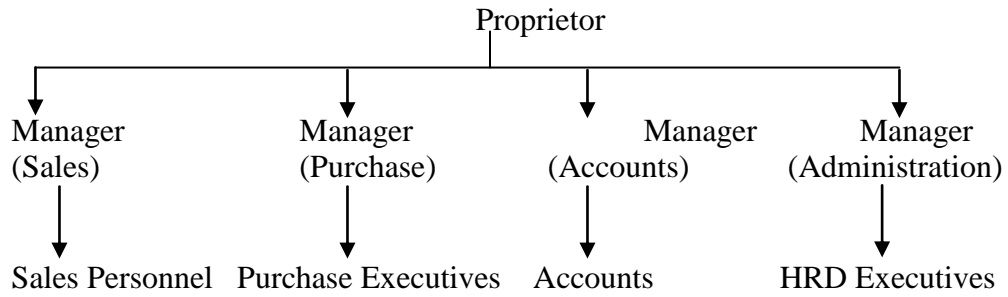 Proprietor
Manager Manager Manager Manager
(Sales) (Purchase) (Accounts) (Administration)
Sales Personnel Purchase Executives Accounts HRD Executives